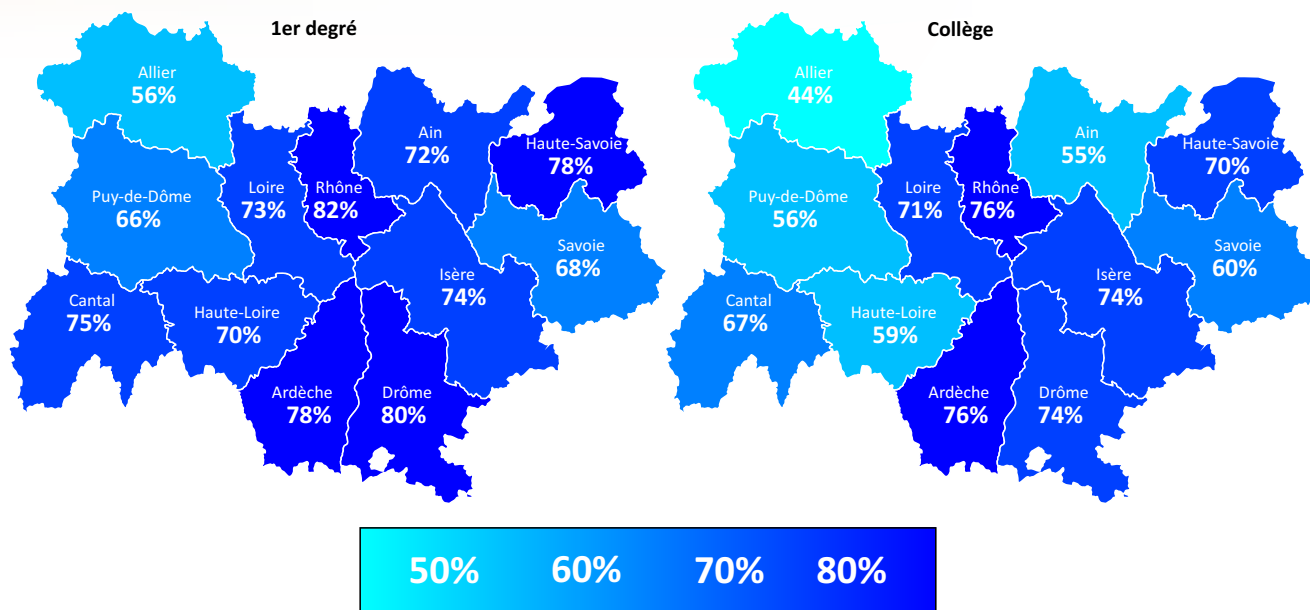 1er degré
Allier
56%
Ain
72%
Haute-Savoie
78%
Puy-de-Dôme
66%
Loire
73%
Rhône
82%
Savoie
68%
Isère
74%
Cantal
75%
Haute-Loire
70%
Ardèche
78%
Drôme
80%
Collège
Allier
44%
Ain
55%
Haute-Savoie
70%
Puy-de-Dôme
56%
Loire
71%
Rhône
76%
Savoie
60%
Isère
74%
Cantal
67%
Haute-Loire
59%
Ardèche
76%
Drôme
74%
50% 60% 70% 80%